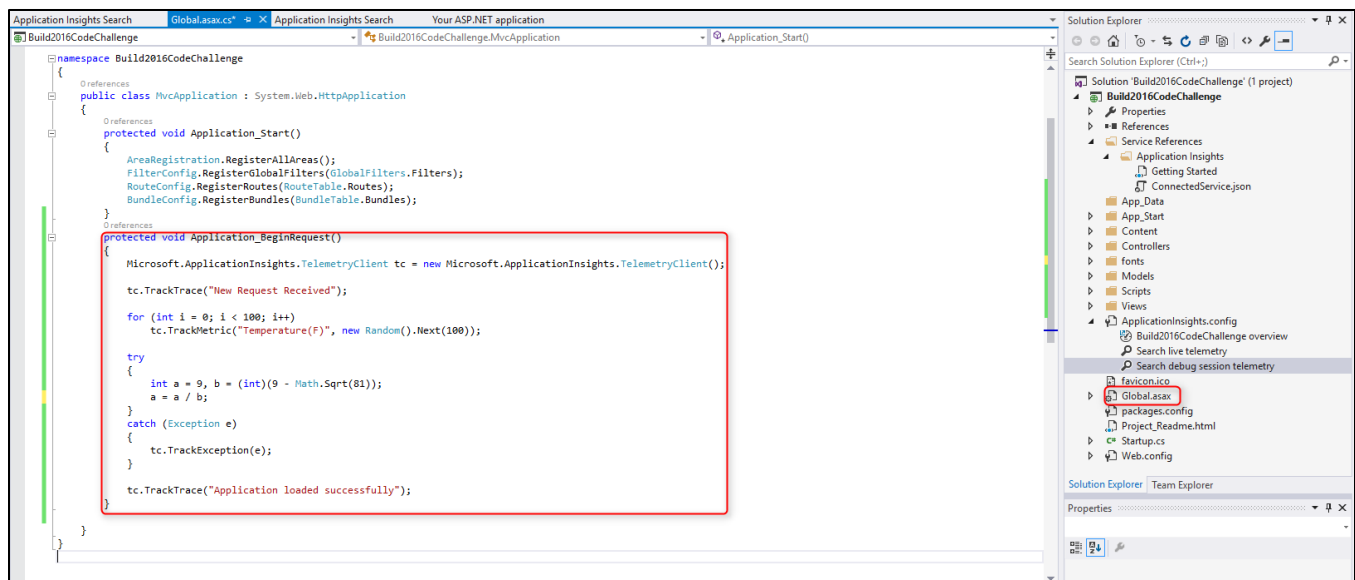 Application Insights Search Global.asax.cs* Application Insights Search Your ASP.NET application
Build2016CodeChallenge Build2016CodeChallenge.MvcApplication Application_Start()
namespace Build2016CodeChallenge
{
0 references
public class MvcApplication : System.Web.HttpApplication
{
0 references
protected void Application_Start()
{
AreaRegistration.RegisterAllAreas();
FilterConfig.RegisterGlobalFilters(GlobalFilters.Filters);
RouteConfig.RegisterRoutes(RouteTable.Routes);
BundleConfig.RegisterBundles(BundleTable.Bundles);
}
0 references
protected void Application_BeginRequest()
{
Microsoft.ApplicationInsights.TelemetryClient tc = new Microsoft.ApplicationInsights.TelemetryClient();
tc.TrackTrace("New Request Received");
for (int i = 0; i < 100; i++)
tc.TrackMetric("Temperature(F)", new Random().Next(100));
try
{
int a = 9, b = (int)(9 - Math.Sqrt(81));
a = a / b;
}
catch (Exception e)
{
tc.TrackException(e);
}
tc.TrackTrace("Application loaded successfully");
}
}
}
Solution Explorer
Search Solution Explorer (Ctrl+;)
Solution 'Build2016CodeChallenge' (1 project)
Build2016CodeChallenge
Properties
References
Service References
Application Insights
Getting Started
ConnectedService.json
App_Data
App_Start
Content
Controllers
fonts
Models
Scripts
Views
ApplicationInsights.config
Build2016CodeChallenge overview
Search live telemetry
Search debug session telemetry
favicon.ico
Global.asax
packages.config
Project_Readme.html
C# Startup.cs
Web.config
Solution Explorer Team Explorer
Properties